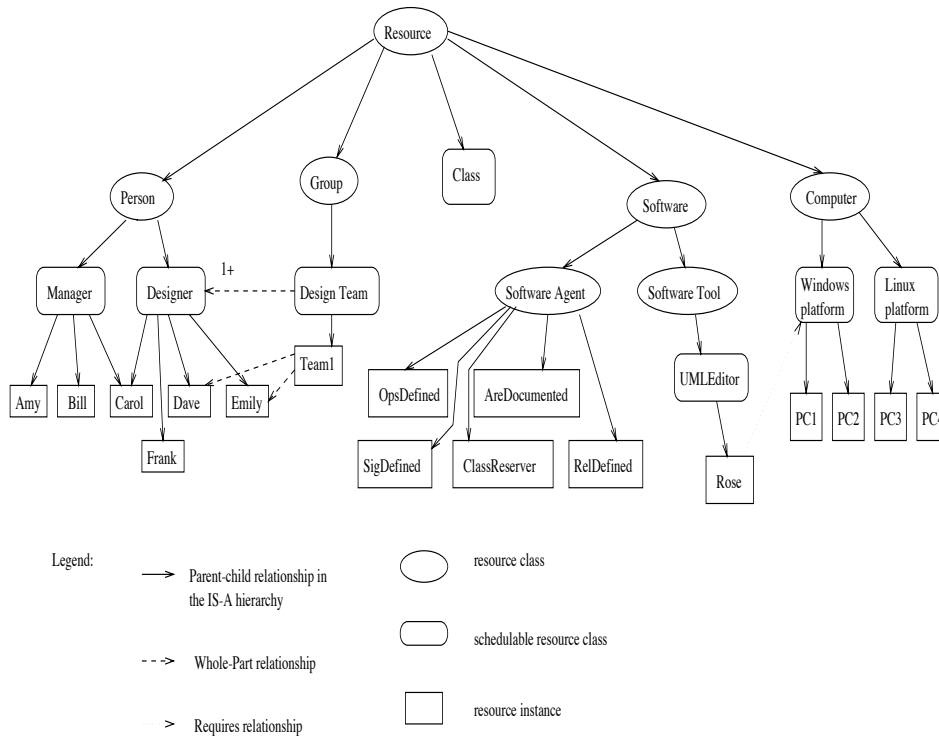 Resource
Person
Group
Class
Software
Computer
1+
Manager
Designer
Design Team
Software Agent
Software Tool
Windows
platform
Linux
platform
Team1
OpsDefined
AreDocumented
UMLEditor
Amy
Bill
Carol
Dave
Emily
PC1
PC2
PC3
PC4
Frank
SigDefined
ClassReserver
RelDefined
Rose
Legend:
Parent-child relationship in
the IS-A hierarchy
resource class
Whole-Part relationship
schedulable resource class
Requires relationship
resource instance